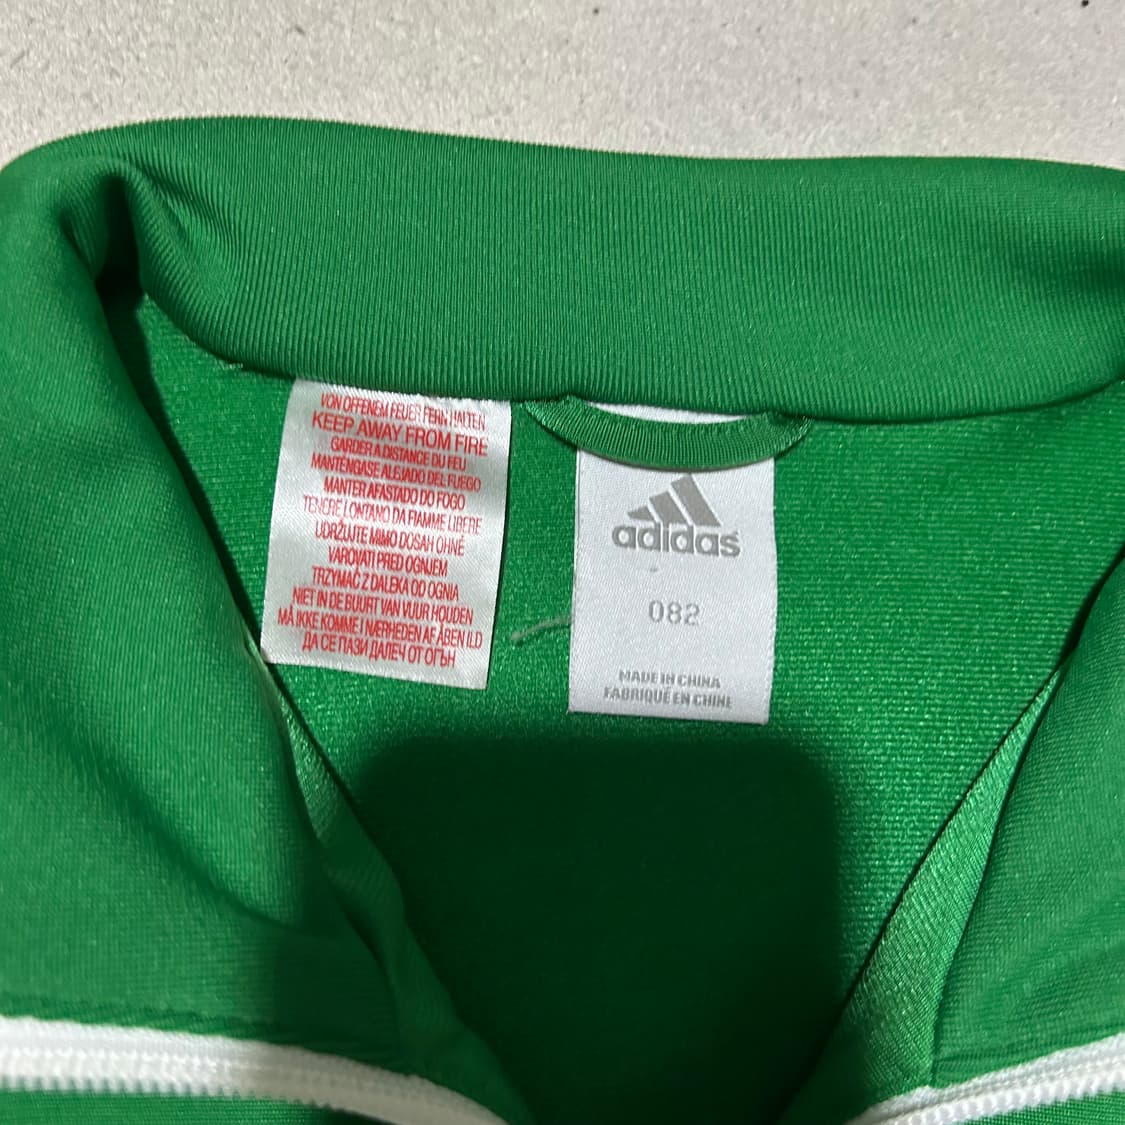 VON OFFENEM FEUER FERN HALTEN
KEEP AWAY FROM FIRE
GARDER A DISTANCE DU FEU
MANTÉNGASE ALEJADO DEL FUEGO
MANTER AFASTADO DO FOGO
TENERE LONTANO DA FIAMME LIBERE
UDRŽUJTE MIMO DOSAH OHNĚ
VAROVATI PRED OGNJEM
TRZYMAĆ Z DALEKA OD OGNIA
NIET IN DE BUURT VAN VUUR HOUDEN
MÅ IKKE KOMME I NÆRHEDEN AF ÅBEN ILD
ДА СЕ ПАЗИ ДАЛЕЧ ОТ ОГЪН
adidas
082
MADE IN CHINA
FABRIQUÉ EN CHINE